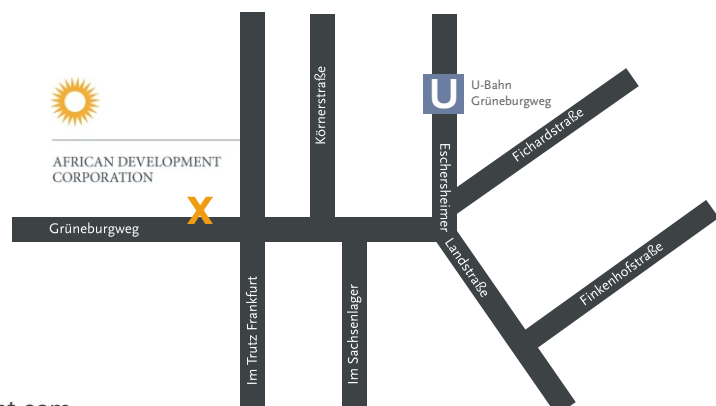 Körnerstraße
U
U-Bahn
Grüneburgweg
Fichardstraße
AFRICAN DEVELOPMENT
CORPORATION
X
Grüneburgweg
Eschersheimer
Landstraße
Finkenhofstraße
Im Trutz Frankfurt
Im Sachsenlager